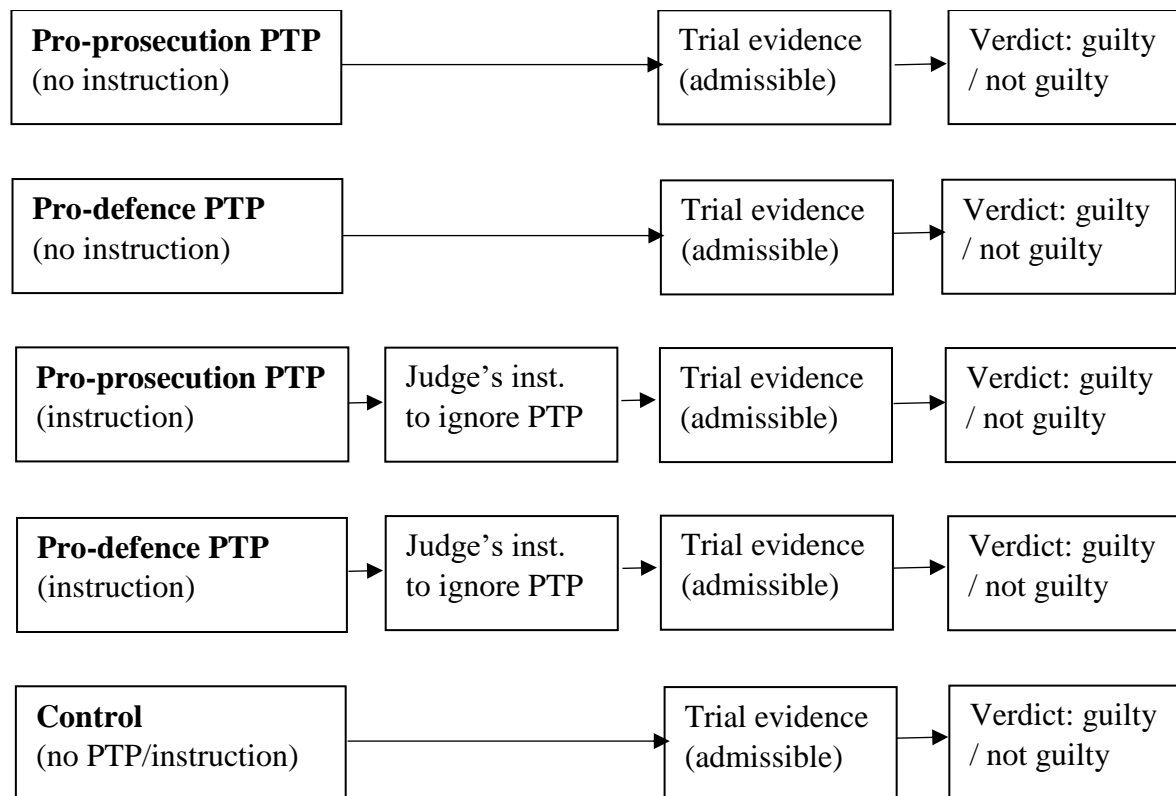 Pro-prosecution PTP
(no instruction)
Trial evidence
(admissible)
Verdict: guilty
/ not guilty
Pro-defence PTP
(no instruction)
Trial evidence
(admissible)
Verdict: guilty
/ not guilty
Pro-prosecution PTP
(instruction)
Judge’s inst.
to ignore PTP
Trial evidence
(admissible)
Verdict: guilty
/ not guilty
Pro-defence PTP
(instruction)
Judge’s inst.
to ignore PTP
Trial evidence
(admissible)
Verdict: guilty
/ not guilty
Control
(no PTP/instruction)
Trial evidence
(admissible)
Verdict: guilty
/ not guilty